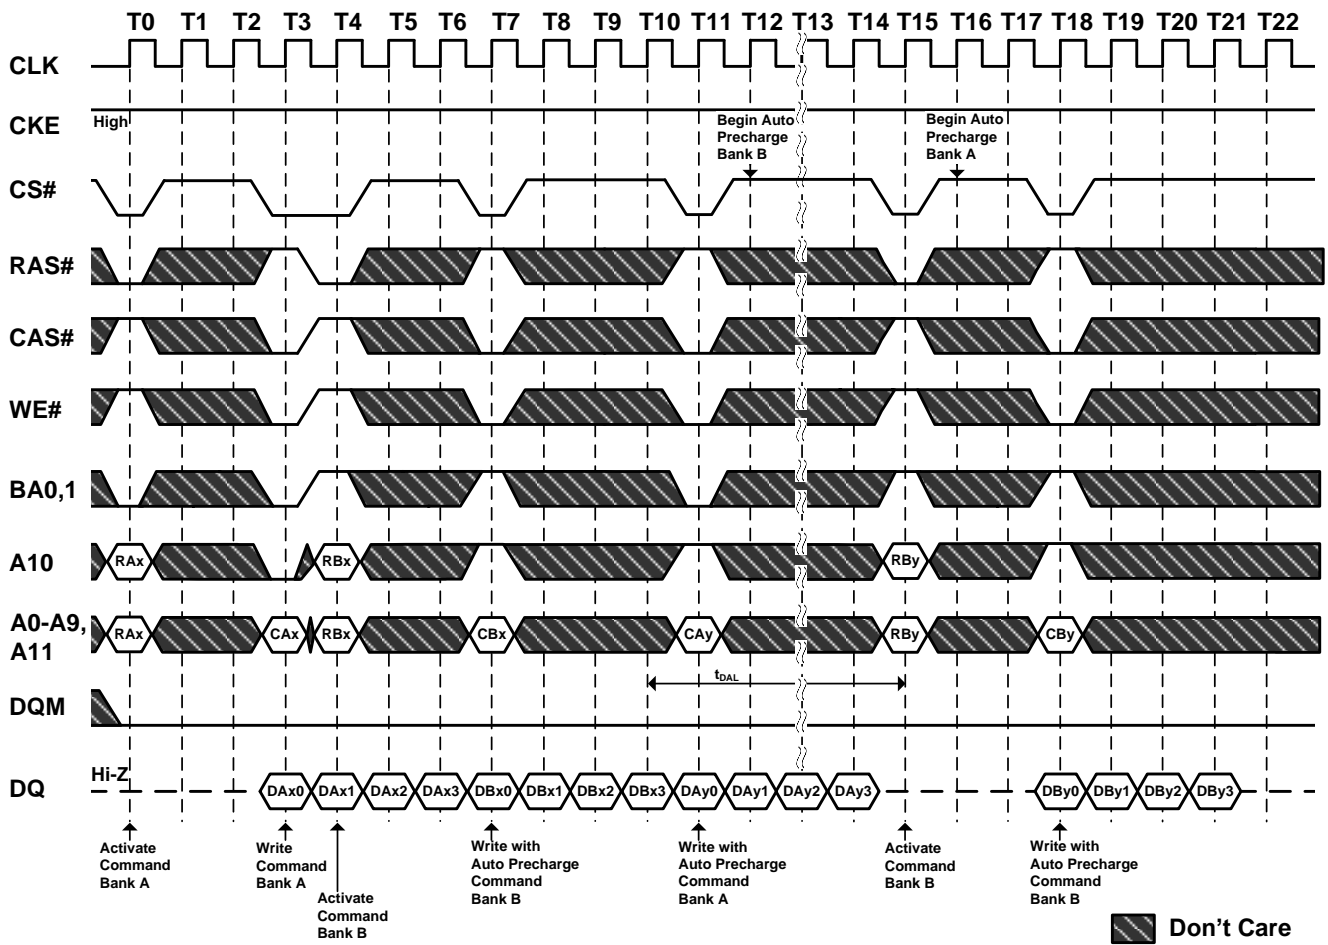 T0 T1 T2 T3 T4 T5 T6 T7 T8 T9 T10 T11 T12 T13 T14 T15 T16 T17 T18 T19 T20 T21 T22
CLK
CKE
High
Begin Auto
Precharge
Bank B
Begin Auto
Precharge
Bank A
CS#
RAS#
CAS#
WE#
BA0,1
A10
RAx RBx RBy
A0-A9,
A11
RAx CAx RBx CBx CAy RBy CBy
tDAL
DQM
Hi-Z
DQ
DAx0 DAx1 DAx2 DAx3 DBx0 DBx1 DBx2 DBx3 DAy0 DAy1 DAy2 DAy3 DBy0 DBy1 DBy2 DBy3
Activate
Command
Bank A
Write
Command
Bank A
Activate
Command
Bank B
Write with
Auto Precharge
Command
Bank B
Write with
Auto Precharge
Command
Bank A
Activate
Command
Bank B
Write with
Auto Precharge
Command
Bank B
Don't Care